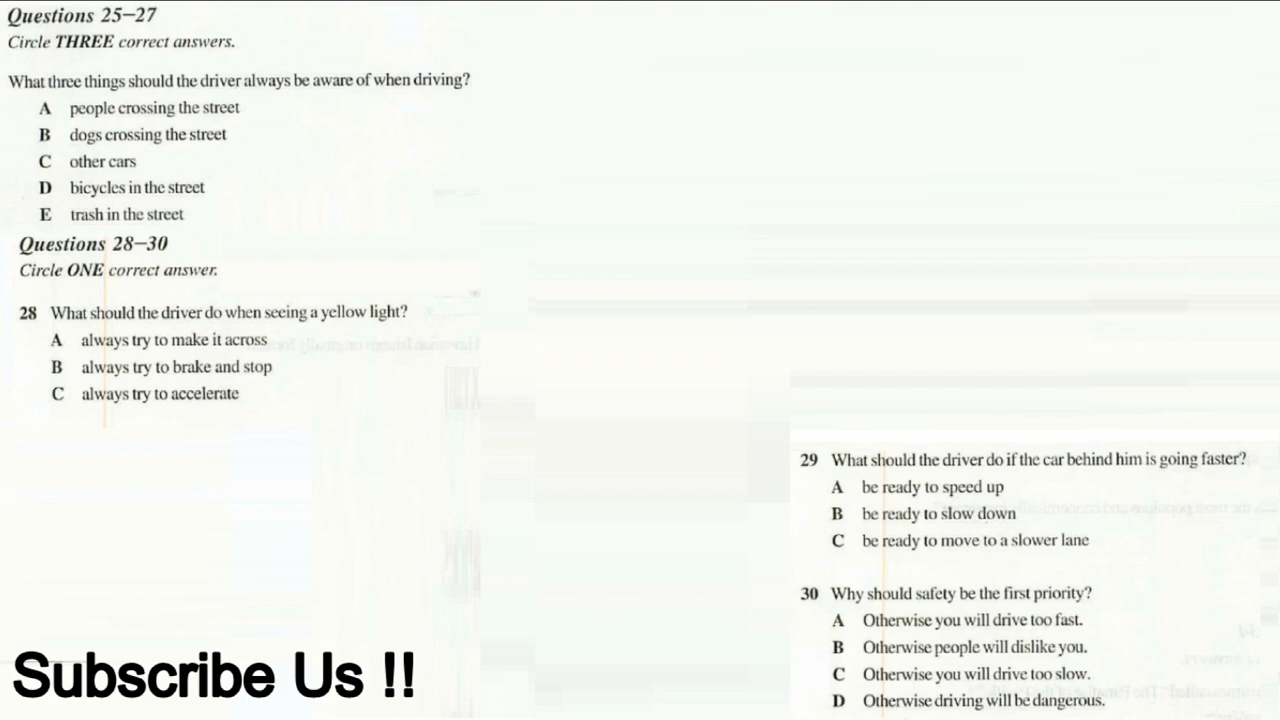 Questions 25–27
Circle THREE correct answers.
What three things should the driver always be aware of when driving?
A people crossing the street
B dogs crossing the street
C other cars
D bicycles in the street
E trash in the street
Questions 28–30
Circle ONE correct answer.
28 What should the driver do when seeing a yellow light?
A always try to make it across
B always try to brake and stop
C always try to accelerate
29 What should the driver do if the car behind him is going faster?
A be ready to speed up
B be ready to slow down
C be ready to move to a slower lane
30 Why should safety be the first priority?
A Otherwise you will drive too fast.
B Otherwise people will dislike you.
C Otherwise you will drive too slow.
D Otherwise driving will be dangerous.
Subscribe Us !!